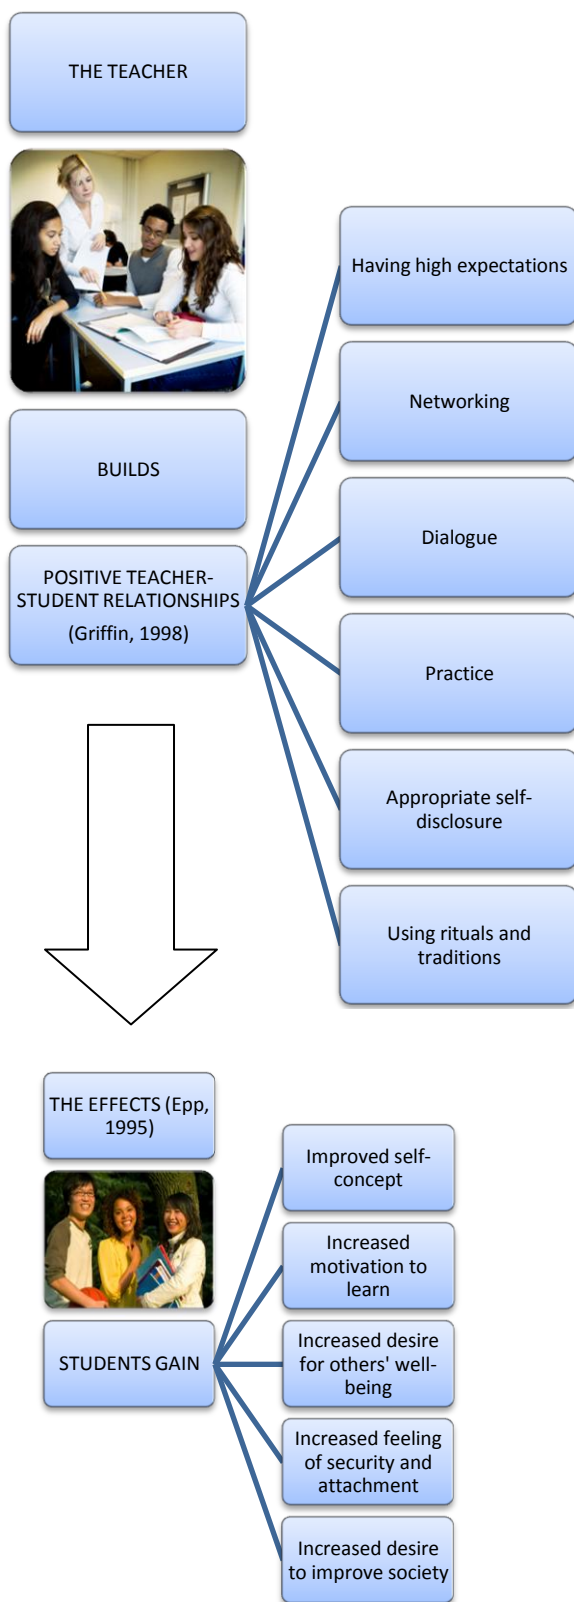 THE TEACHER
BUILDS
POSITIVE TEACHER-
STUDENT RELATIONSHIPS
(Griffin, 1998)
Having high expectations
Networking
Dialogue
Practice
Appropriate self-
disclosure
Using rituals and
traditions
THE EFFECTS (Epp,
1995)
STUDENTS GAIN
Improved self-
concept
Increased
motivation to
learn
Increased desire
for others' well-
being
Increased feeling
of security and
attachment
Increased desire
to improve society